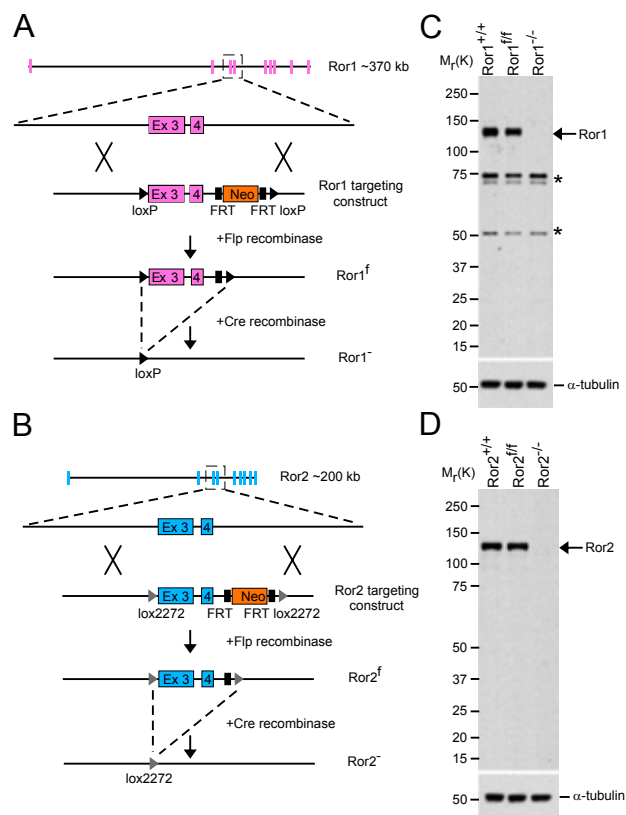 A
Ror1 ~370 kb
Ex 3 4
Ex 3 4 Neo
Ror1 targeting
construct
loxP FRT FRT loxP
+Flp recombinase
Ex 3 4
Ror1f
+Cre recombinase
Ror1-
loxP
B
Ror2 ~200 kb
Ex 3 4
Ex 3 4 Neo
Ror2 targeting
construct
lox2272 FRT FRT lox2272
+Flp recombinase
Ex 3 4
Ror2f
+Cre recombinase
Ror2-
lox2272
C
Mr(K) Ror1+/+ Ror1f/f Ror1-/-
250
150
Ror1
100
75
*
50 *
37
25
20
15
50 α-tubulin
D
Mr(K) Ror2+/+ Ror2f/f Ror2-/-
250
150
Ror2
100
75
50
37
25
20
15
50 α-tubulin